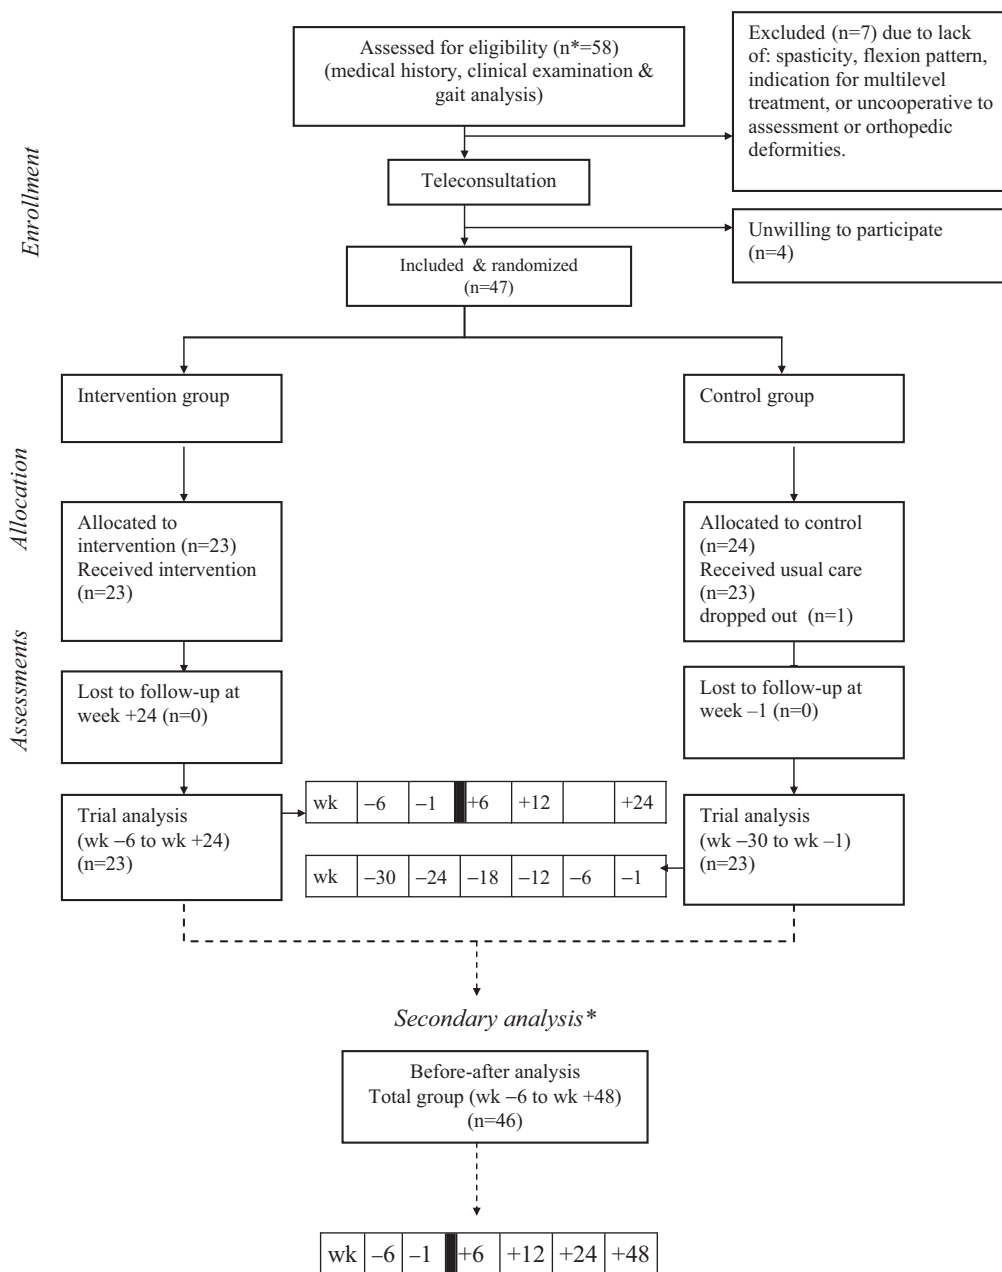 Assessed for eligibility (n*=58)
(medical history, clinical examination &
gait analysis)
Excluded (n=7) due to lack
of: spasticity, flexion pattern,
indication for multilevel
treatment, or uncooperative to
assessment or orthopedic
deformities.
Enrollment
Teleconsultation
Unwilling to participate
(n=4)
Included & randomized
(n=47)
Intervention group
Control group
Allocation
Allocated to
intervention (n=23)
Received intervention
(n=23)
Allocated to control
(n=24)
Received usual care
(n=23)
dropped out (n=1)
Assessments
Lost to follow-up at
week +24 (n=0)
Lost to follow-up at
week –1 (n=0)
Trial analysis
(wk –6 to wk +24)
(n=23)
wk –6 –1 +6 +12 +24
wk –30 –24 –18 –12 –6 –1
Trial analysis
(wk –30 to wk –1)
(n=23)
Secondary analysis*
Before-after analysis
Total group (wk –6 to wk +48)
(n=46)
wk –6 –1 +6 +12 +24 +48